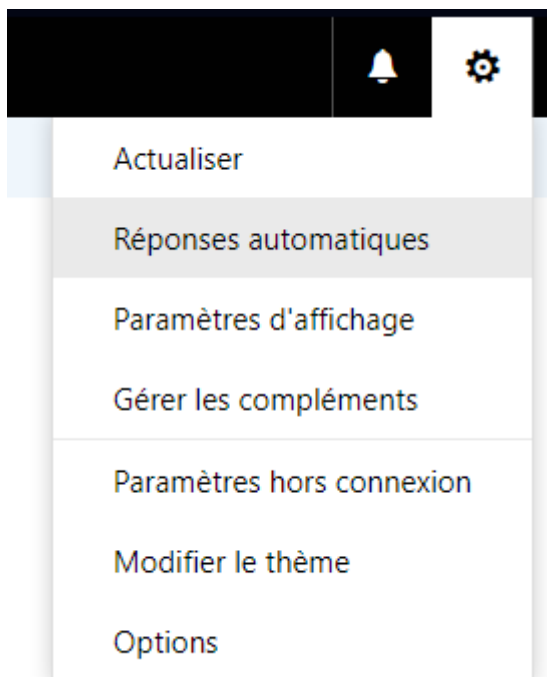 Actualiser
Réponses automatiques
Paramètres d'affichage
Gérer les compléments
Paramètres hors connexion
Modifier le thème
Options